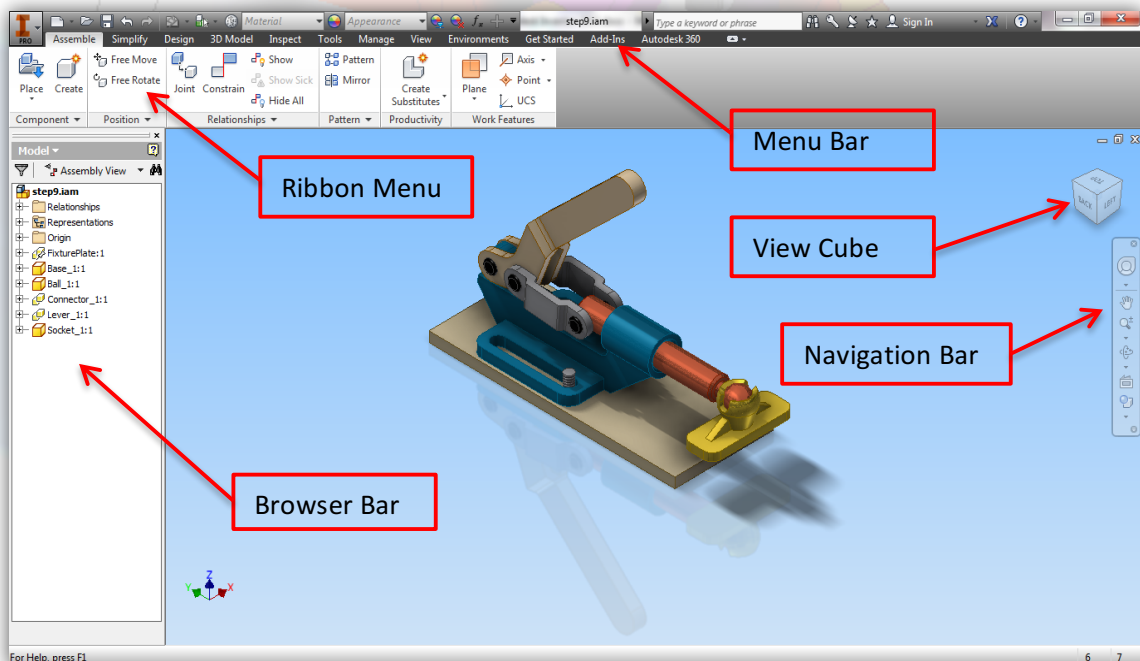 Material
Appearance
step9.iam
Type a keyword or phrase
Sign In
PRO
Assemble Simplify Design 3D Model Inspect Tools Manage View Environments Get Started Add-Ins Autodesk 360
Place
Create
Free Move
Free Rotate
Joint
Constrain
Show
Show Sick
Hide All
Pattern
Mirror
Create
Substitutes
Plane
Axis
Point
UCS
Component
Position
Relationships
Pattern
Productivity
Work Features
Model
Assembly View
step9.iam
Relationships
Representations
Origin
FixturePlate:1
Base_1:1
Ball_1:1
Connector_1:1
Lever_1:1
Socket_1:1
Menu Bar
Ribbon Menu
View Cube
TOP
BACK
LEFT
Navigation Bar
Browser Bar
Z
Y
X
For Help, press F1
6 7